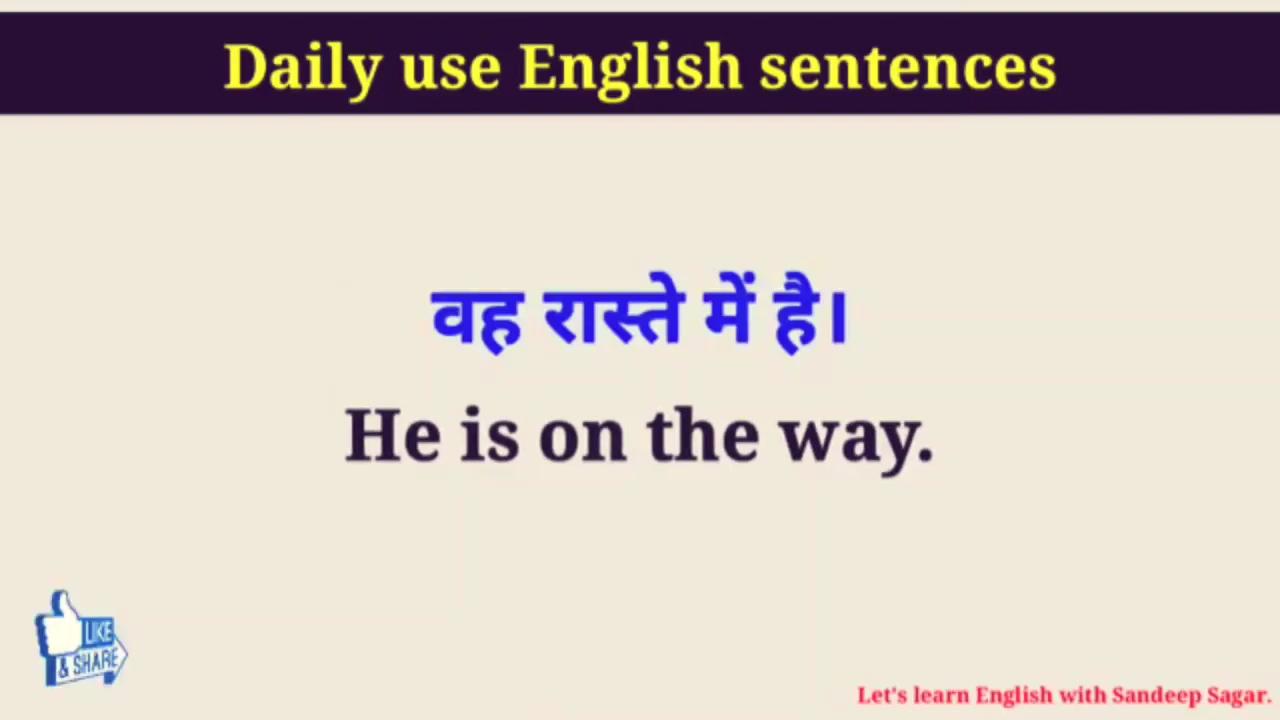 Daily use English sentences
वह रास्ते में है।
He is on the way.
LIKE
& SHARE
Let's learn English with Sandeep Sagar.